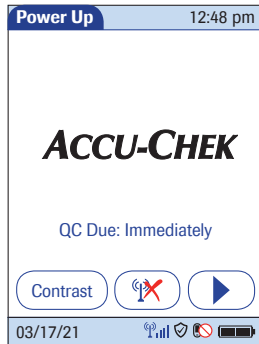 Power Up 12:48 pm
ACCU-CHEK
QC Due: Immediately
Contrast
03/17/21